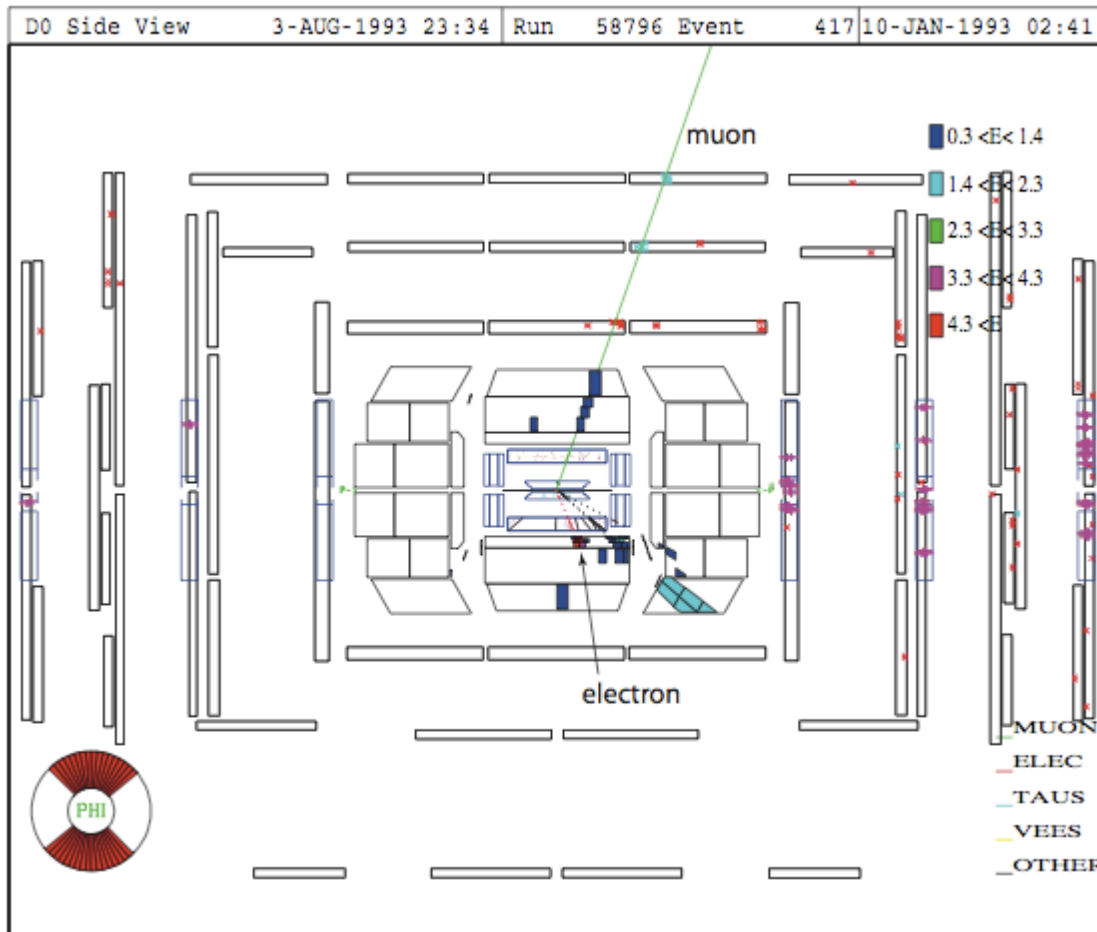 D0 Side View 3-AUG-1993 23:34 Run 58796 Event 417 10-JAN-1993 02:41
muon
0.3 <E< 1.4
1.4 <E< 2.3
2.3 <E< 3.3
3.3 <E< 4.3
4.3 <E
electron
MUON
ELEC
TAUS
VEES
OTHER
PHI